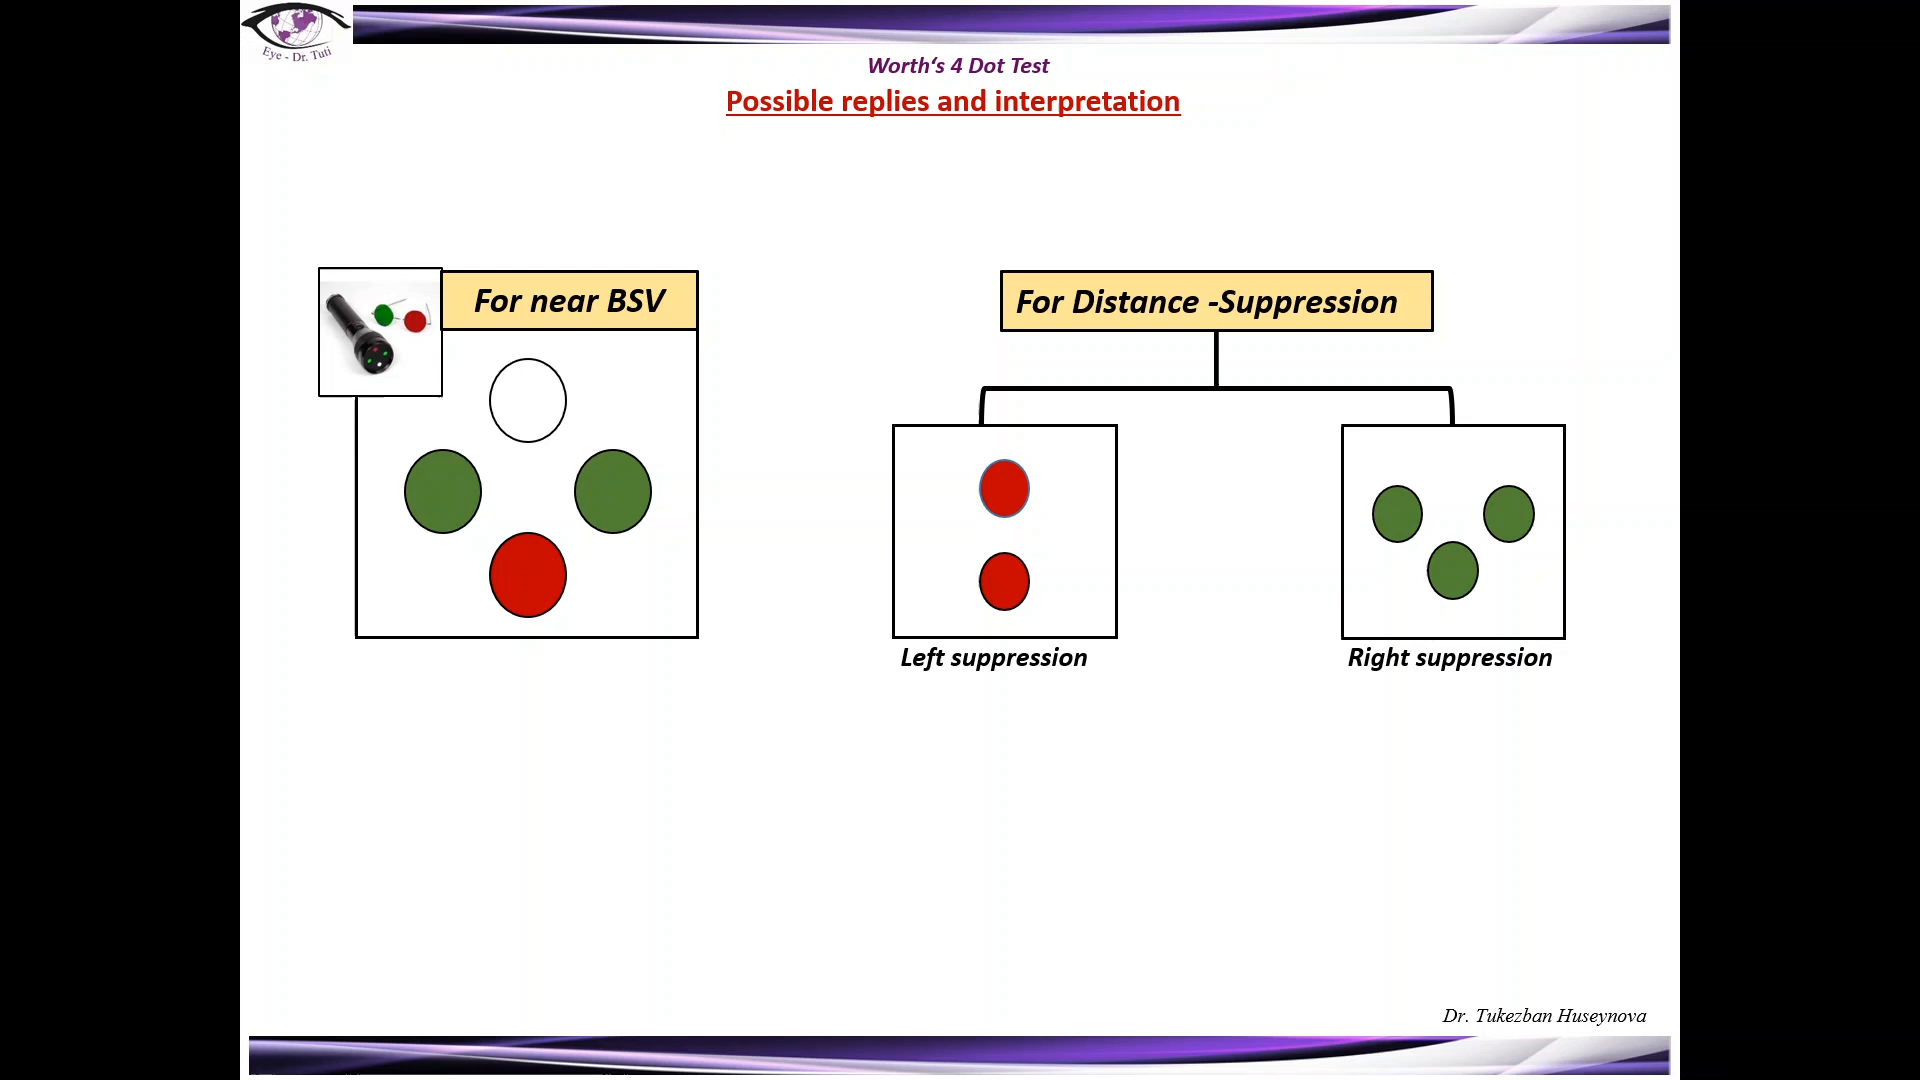 Eye - Dr. Tuti
Worth‘s 4 Dot Test
Possible replies and interpretation
For near BSV
For Distance -Suppression
Left suppression
Right suppression
Dr. Tukezban Huseynova